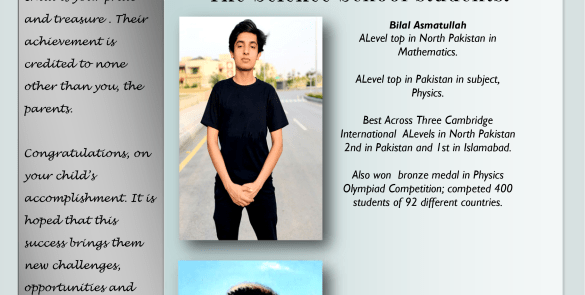 The Science School students.
and treasure . Their
achievement is
credited to none
other than you, the
parents.
Congratulations, on
your child's
accomplishment. It is
hoped that this
success brings them
new challenges,
opportunities and
Bilal Asmatullah
ALevel top in North Pakistan in
Mathematics.
ALevel top in Pakistan in subject,
Physics.
Best Across Three Cambridge
International ALevels in North Pakistan
2nd in Pakistan and 1st in Islamabad.
Also won bronze medal in Physics
Olympiad Competition; competed 400
students of 92 different countries.